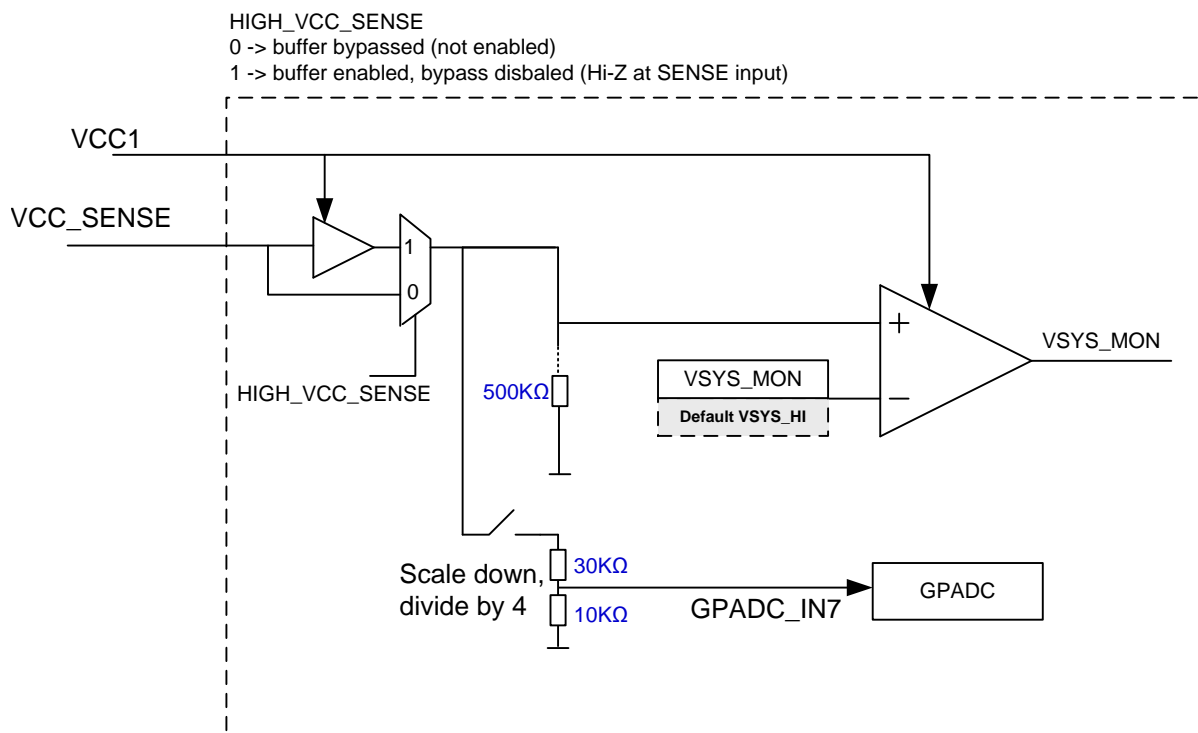 HIGH_VCC_SENSE
0 -> buffer bypassed (not enabled)
1 -> buffer enabled, bypass disbaled (Hi-Z at SENSE input)
VCC1
VCC_SENSE
1
0
HIGH_VCC_SENSE
500KΩ
+
VSYS_MON
−
Default VSYS_HI
VSYS_MON
Scale down,
divide by 4
30KΩ
10KΩ
GPADC_IN7
GPADC